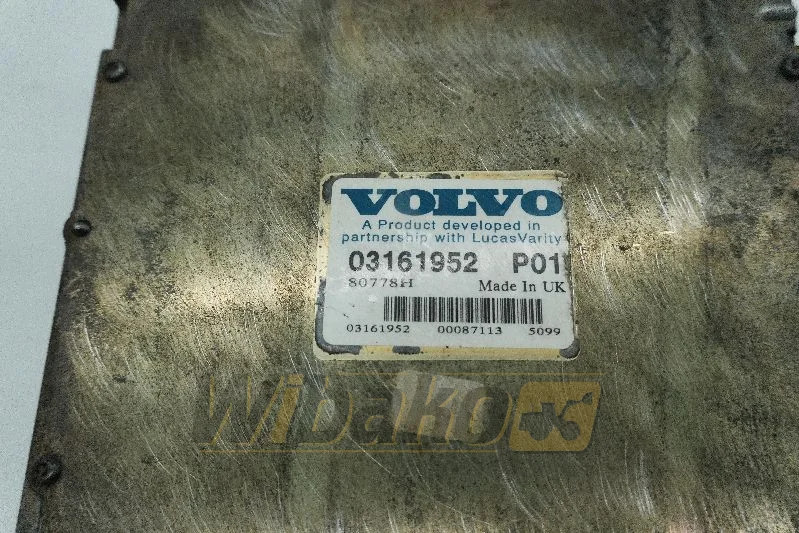 VOLVO
A Product developed in
partnership with LucasVarity
03161952 P01
80778H Made In UK
03161952 00087113 5099
Wibako